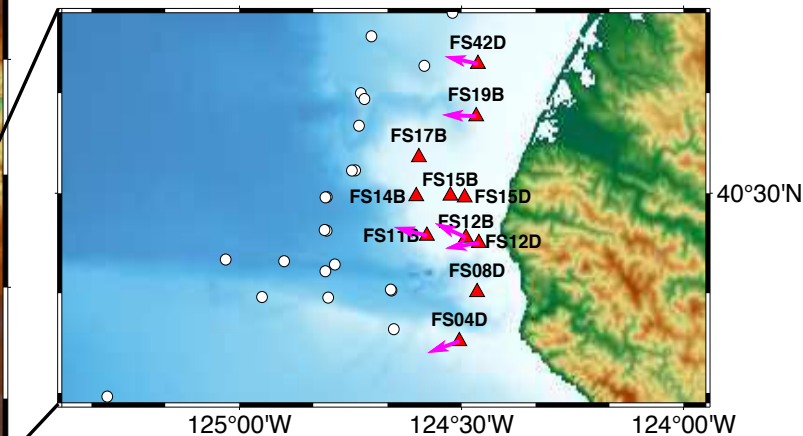 FS42D
FS19B
FS17B
FS15B
FS14B
FS15D
40°30'N
FS12B
FS11B
FS12D
FS08D
FS04D
125°00'W
124°30'W
124°00'W